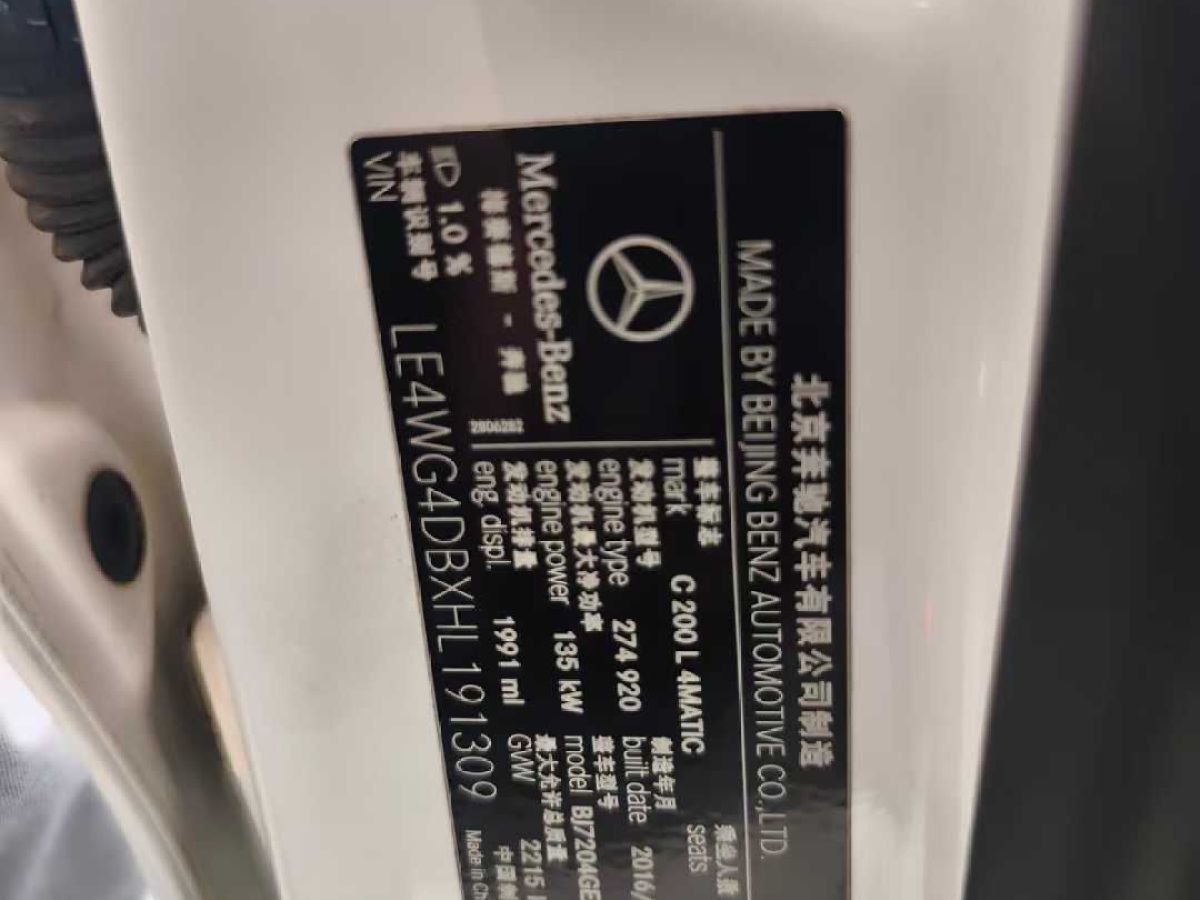 北京奔驰汽车有限公司制造
MADE BY BEIJING BENZ AUTOMOTIVE CO.,LTD.
整车标志
mark C 200 L 4MATIC
乘坐人数
seats
发动机型号
engine type 274 920
制造年月
built date 2016/
发动机最大净功率
engine power 135 kW
整车型号
model BJ7204GE
发动机排量
eng. displ. 1991 ml
最大允许总质量
GVW 2215
Mercedes-Benz
梅赛德斯 - 奔驰
2806282
1.0 %
车辆识别号
VIN LE4WG4DBXHL191309
中国制
Made in Ch